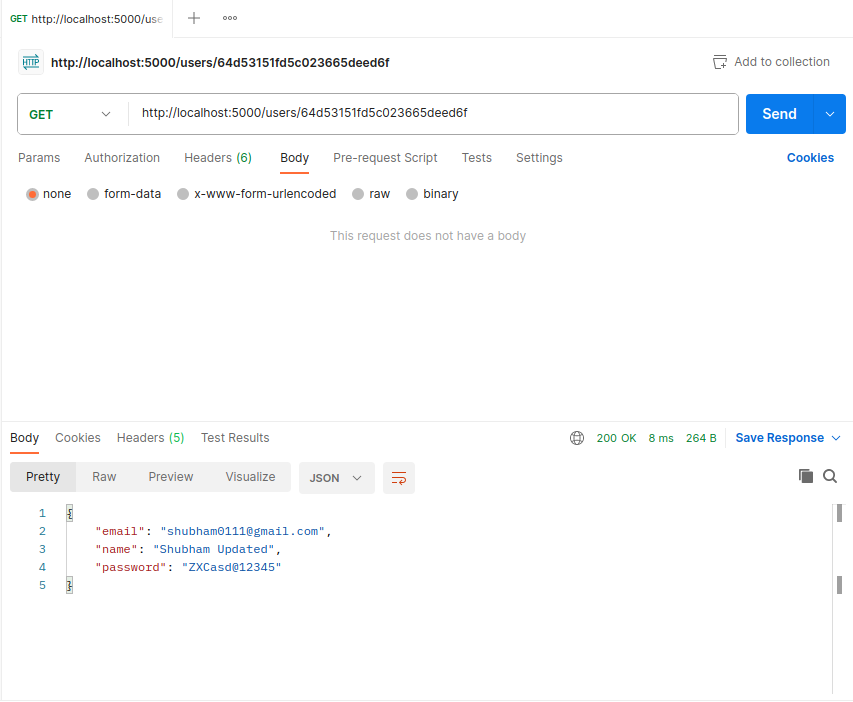 GET http://localhost:5000/use
HTTP http://localhost:5000/users/64d53151fd5c023665deed6f Add to collection
GET http://localhost:5000/users/64d53151fd5c023665deed6f Send
Params Authorization Headers (6) Body Pre-request Script Tests Settings Cookies
none form-data x-www-form-urlencoded raw binary
This request does not have a body
Body Cookies Headers (5) Test Results 200 OK 8 ms 264 B Save Response
Pretty Raw Preview Visualize JSON
1 {
2 "email": "shubham0111@gmail.com",
3 "name": "Shubham Updated",
4 "password": "ZXCasd@12345"
5 }